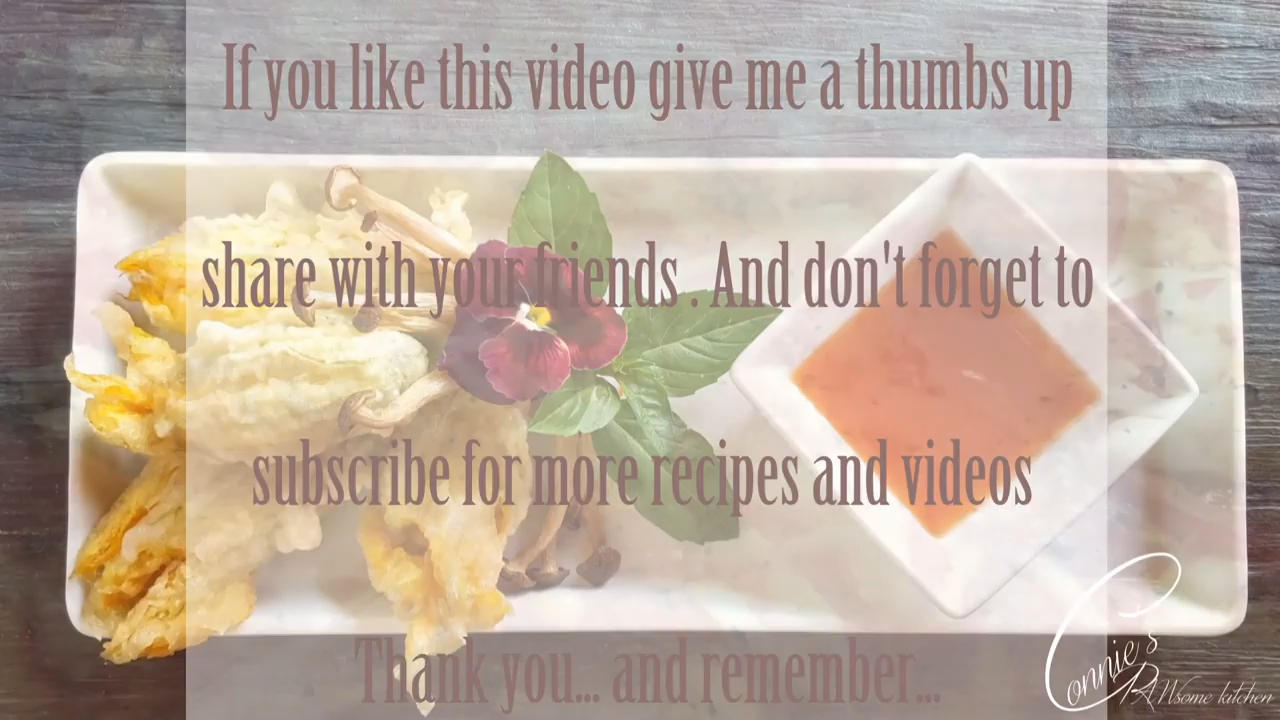 If you like this video give me a thumbs up
share with your friends . And don't forget to
subscribe for more recipes and videos
Thank you... and remember...
Connie's
RAWsome kitchen